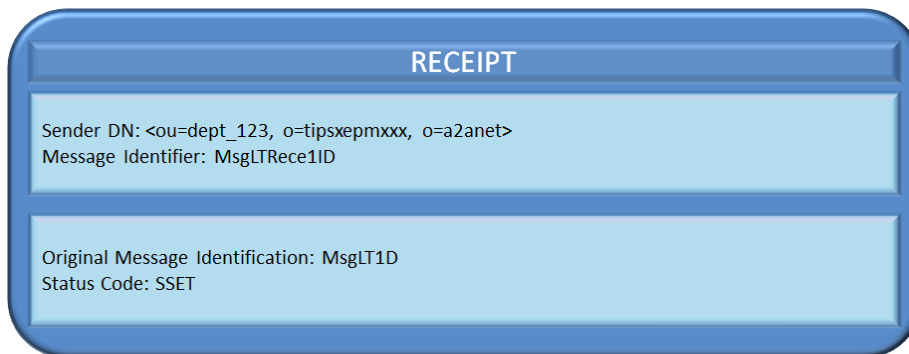 RECEIPT
Sender DN: <ou=dept_123, o=tipsxepmxxx, o=a2anet>
Message Identifier: MsgLTRece1ID
Original Message Identification: MsgLT1D
Status Code: SSET